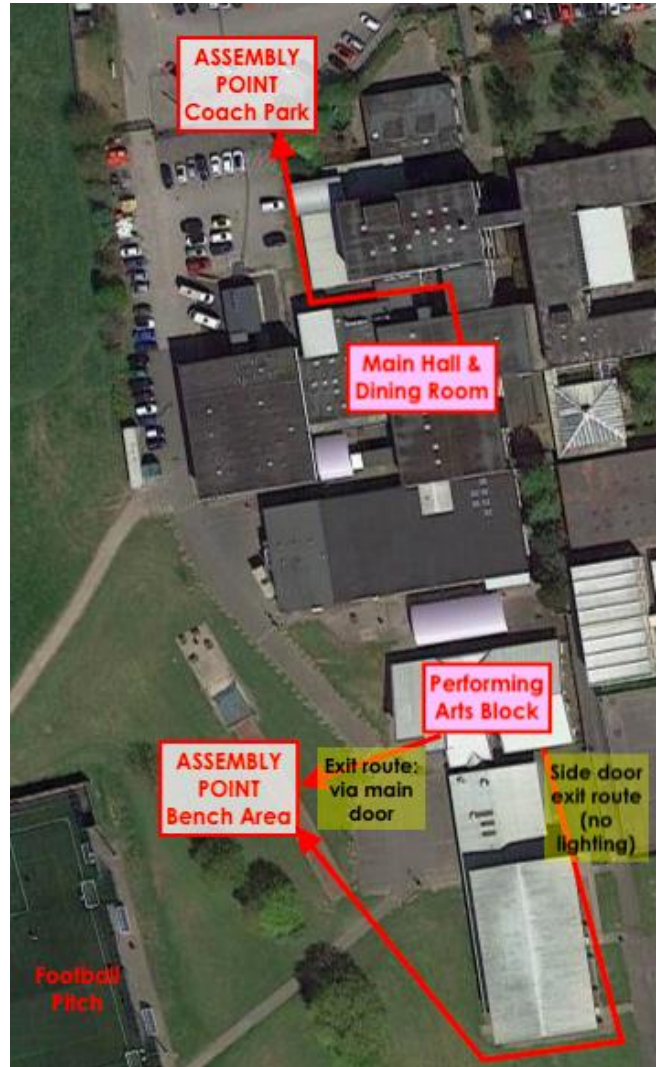 ASSEMBLY
POINT
Coach Park
Main Hall &
Dining Room
Performing
Arts Block
ASSEMBLY
POINT
Bench Area
Exit route:
via main
door
Side door
exit route
(no
lighting)
Football
Pitch